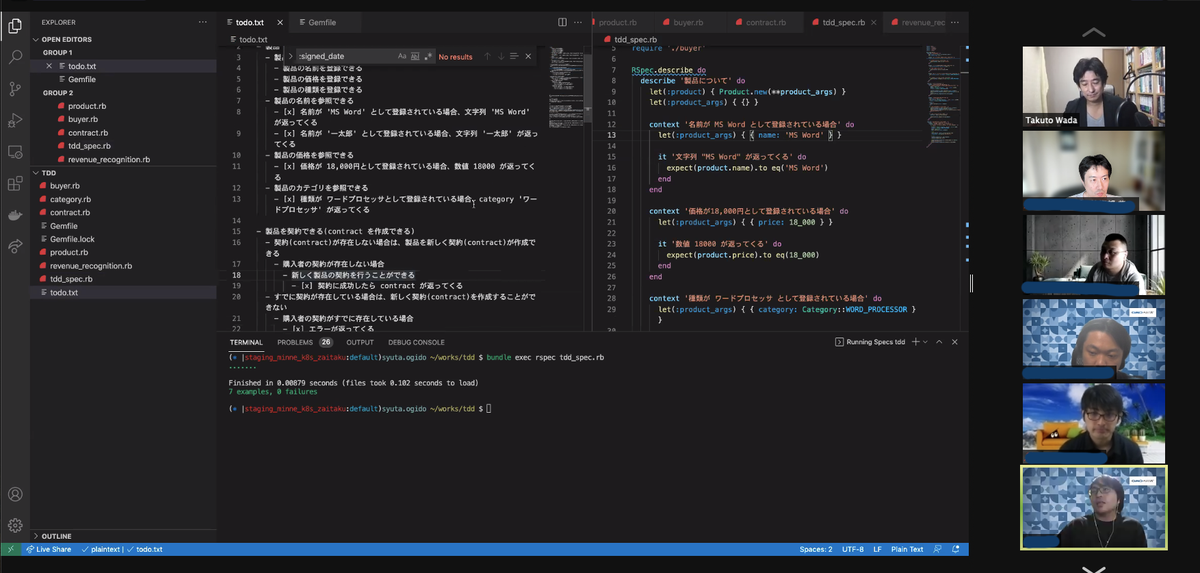 EXPLORER
OPEN EDITORS
GROUP 1
todo.txt
Gemfile
GROUP 2
product.rb
buyer.rb
contract.rb
tdd_spec.rb
revenue_recognition.rb
TDD
buyer.rb
category.rb
contract.rb
Gemfile
Gemfile.lock
product.rb
revenue_recognition.rb
tdd_spec.rb
todo.txt
OUTLINE
todo.txt
Gemfile
todo.txt
:signed_date
Aa
No results
4 - 製品の名前を登録できる
5 - 製品の価格を登録できる
6 - 製品の種類を登録できる
7 - 製品の名前を参照できる
8 - [x] 名前が 'MS Word' として登録されている場合、文字列 'MS Word'
が返ってくる
9 - [x] 名前が '一太郎' として登録されている場合、文字列 '一太郎' が返っ
てくる
10 - 製品の価格を参照できる
11 - [x] 価格が 18,000円として登録されている場合、数値 18000 が返ってく
る
12 - 製品のカテゴリを参照できる
13 - [x] 種類が ワードプロセッサとして登録されている場合、category 'ワー
ドプロセッサ' が返ってくる
14
15 - 製品を契約できる(contract を作成できる)
16 - 契約(contract)が存在しない場合は、製品を新しく契約(contract)が作成で
きる
17 - 購入者の契約が存在しない場合
18 - 新しく製品の契約を行うことができる
19 - [x] 契約に成功したら contract が返ってくる
20 - すでに契約が存在している場合は、新しく契約(contract)を作成することがで
きない
21 - 購入者の契約がすでに存在している場合
22 - [x] エラーが返ってくる
product.rb
buyer.rb
contract.rb
tdd_spec.rb
revenue_rec
tdd_spec.rb
5 require './buyer'
6
7 RSpec.describe do
8 describe '製品について' do
9 let(:product) { Product.new(**product_args) }
10 let(:product_args) { {} }
11
12 context '名前が MS Word として登録されている場合' do
13 let(:product_args) { { name: 'MS Word' } }
14
15 it '文字列 "MS Word" が返ってくる' do
16 expect(product.name).to eq('MS Word')
17 end
18 end
19
20 context '価格が18,000円として登録されている場合' do
21 let(:product_args) { { price: 18_000 } }
22
23 it '数値 18000 が返ってくる' do
24 expect(product.price).to eq(18_000)
25 end
26 end
27
28 context '種類が ワードプロセッサ として登録されている場合' do
29 let(:product_args) { { category: Category::WORD_PROCESSOR }
}
TERMINAL
PROBLEMS 26
OUTPUT
DEBUG CONSOLE
Running Specs tdd
|staging_minne_k8s_zaitaku:default)syuta.ogido ~/works/tdd $ bundle exec rspec tdd_spec.rb
.......
Finished in 0.00879 seconds (files took 0.102 seconds to load)
7 examples, 0 failures
|staging_minne_k8s_zaitaku:default)syuta.ogido ~/works/tdd $
Live Share
plaintext | todo.txt
Spaces: 2
UTF-8
LF
Plain Text
Takuto Wada